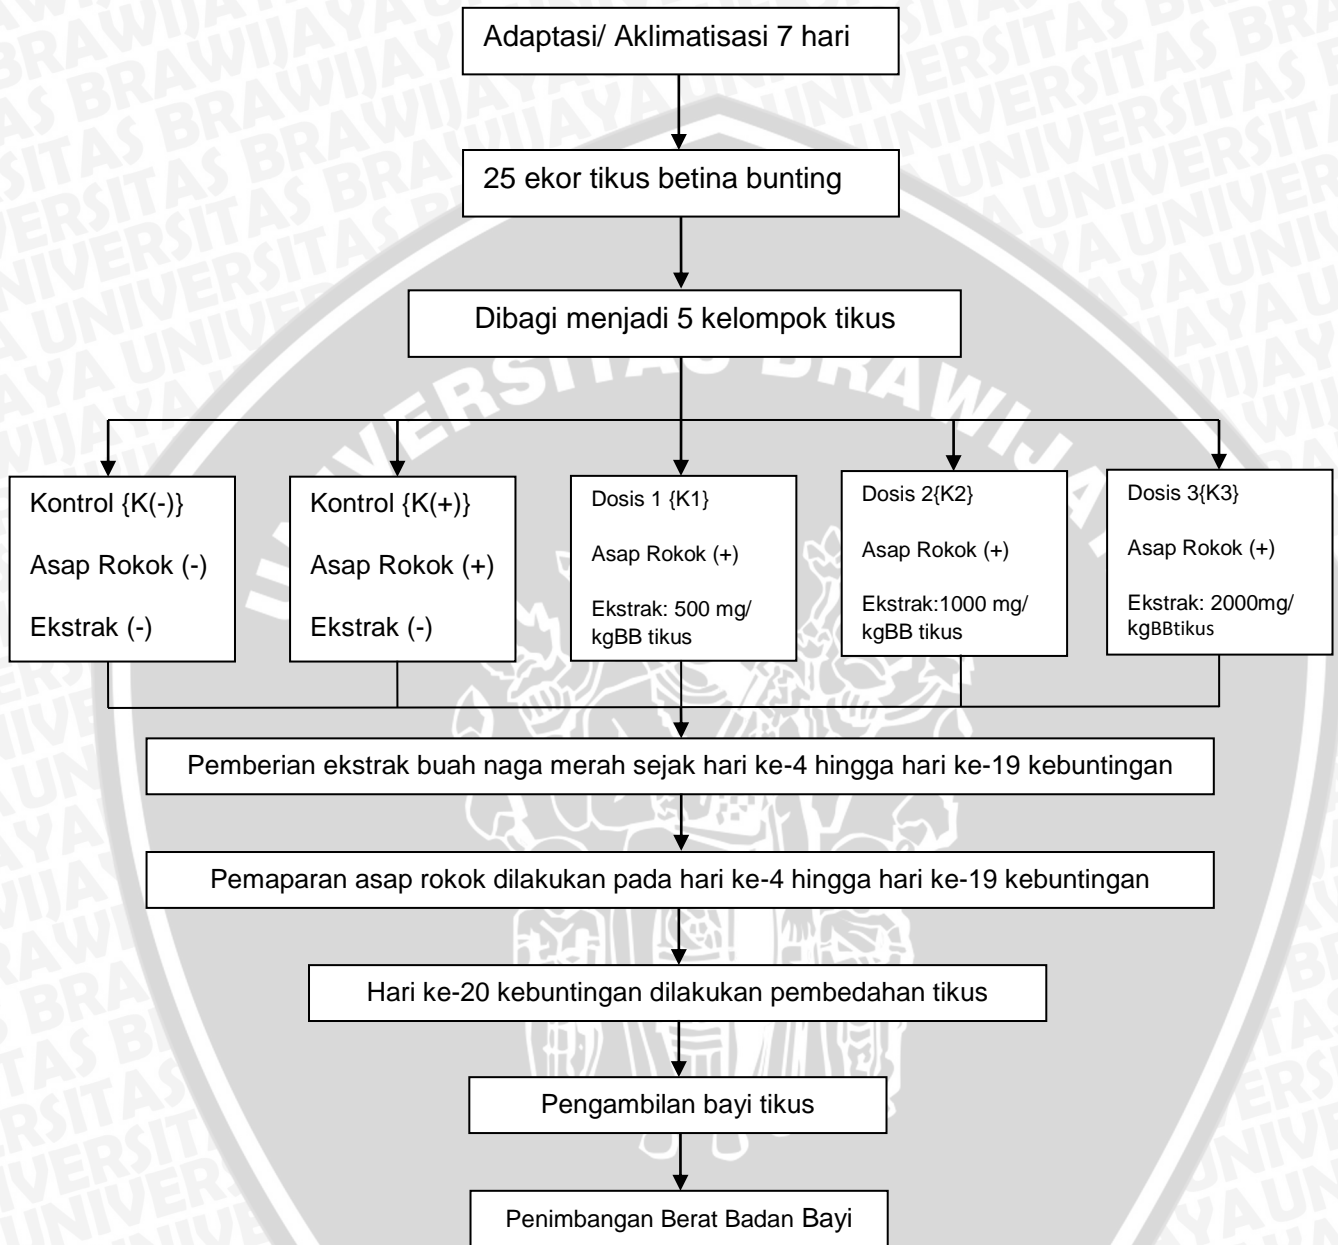 Adaptasi/ Aklimatisasi 7 hari
25 ekor tikus betina bunting
Dibagi menjadi 5 kelompok tikus
UNIVERSITAS BRAWIJAYA
Kontrol {K(-)}
Asap Rokok (-)
Ekstrak (-)
Kontrol {K(+)}
Asap Rokok (+)
Ekstrak (-)
Dosis 1 {K1}
Asap Rokok (+)
Ekstrak: 500 mg/
kgBB tikus
Dosis 2{K2}
Asap Rokok (+)
Ekstrak:1000 mg/
kgBB tikus
Dosis 3{K3}
Asap Rokok (+)
Ekstrak: 2000mg/
kgBBtikus
Pemberian ekstrak buah naga merah sejak hari ke-4 hingga hari ke-19 kebuntingan
Pemaparan asap rokok dilakukan pada hari ke-4 hingga hari ke-19 kebuntingan
Hari ke-20 kebuntingan dilakukan pembedahan tikus
Pengambilan bayi tikus
Penimbangan Berat Badan Bayi